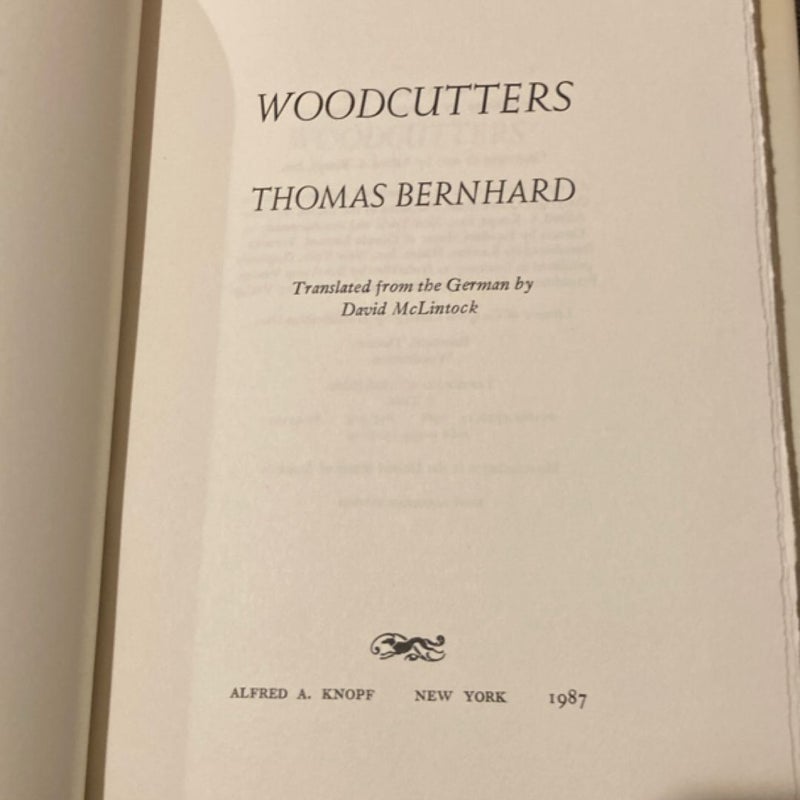 WOODCUTTERS
THOMAS BERNHARD
Translated from the German by
David McLintock
ALFRED A. KNOPF NEW YORK 1987